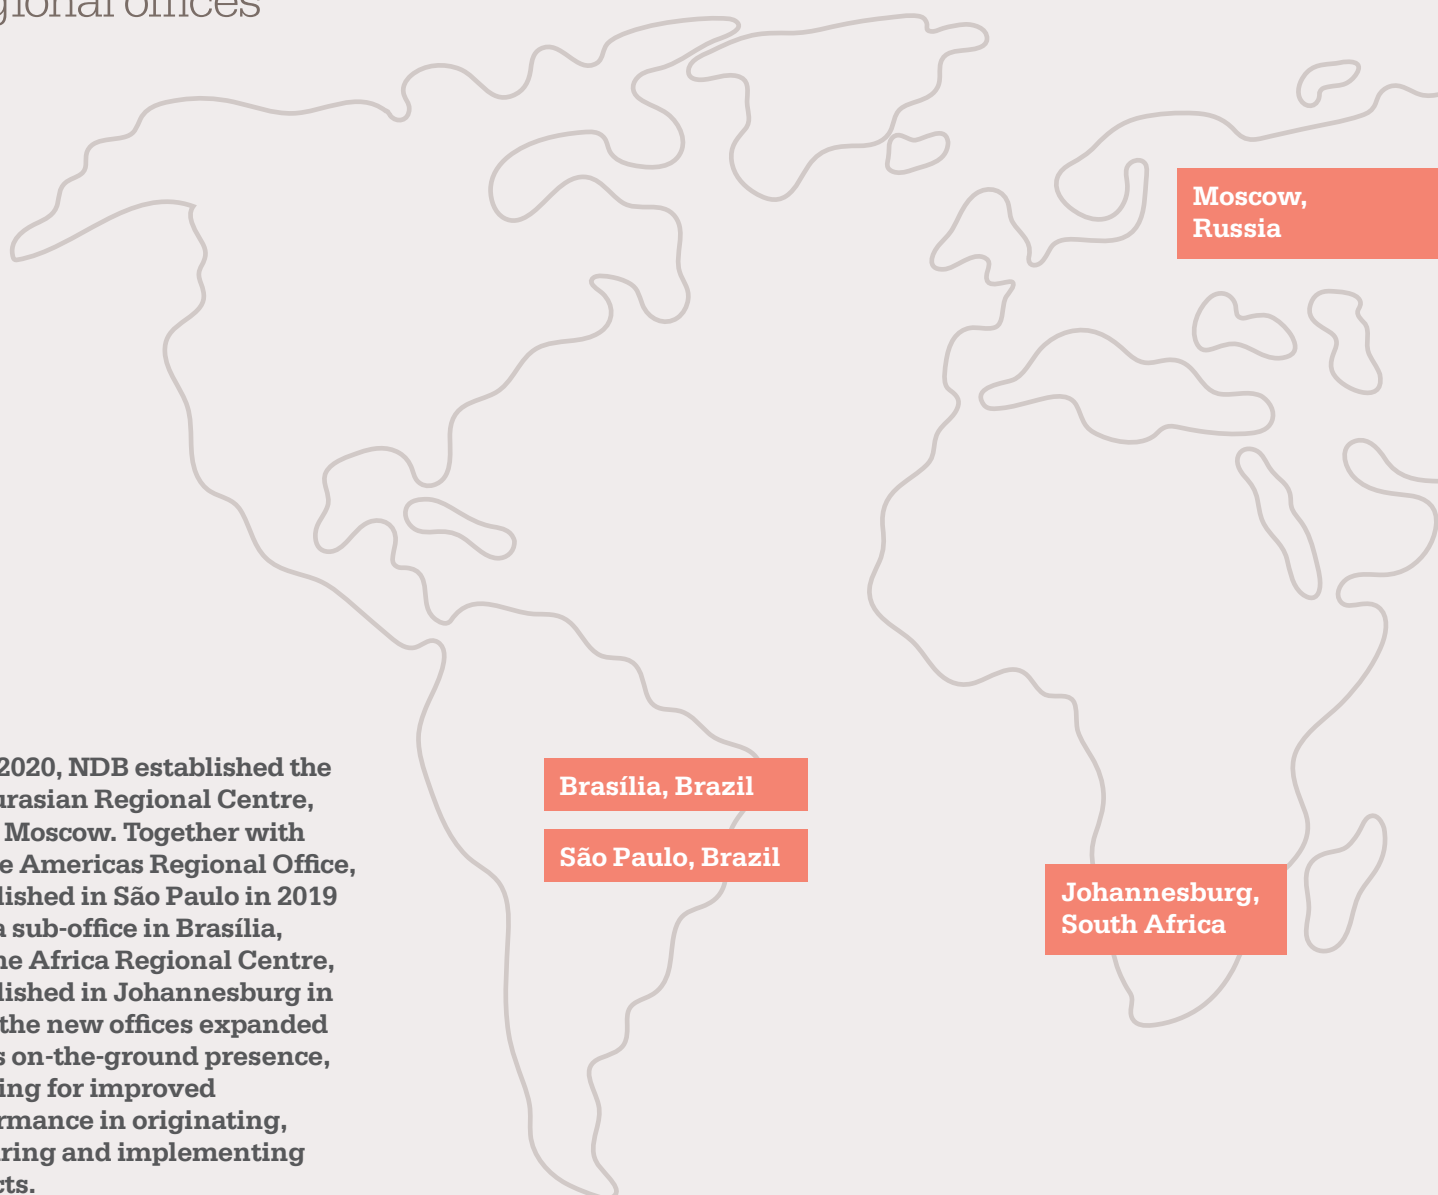 gional offices
Moscow,
Russia
Brasília, Brazil
São Paulo, Brazil
Johannesburg,
South Africa
2020, NDB established the
urasian Regional Centre,
Moscow. Together with
e Americas Regional Office,
lished in São Paulo in 2019
a sub-office in Brasília,
he Africa Regional Centre,
lished in Johannesburg in
the new offices expanded
s on-the-ground presence,
ing for improved
rmance in originating,
ring and implementing
cts.